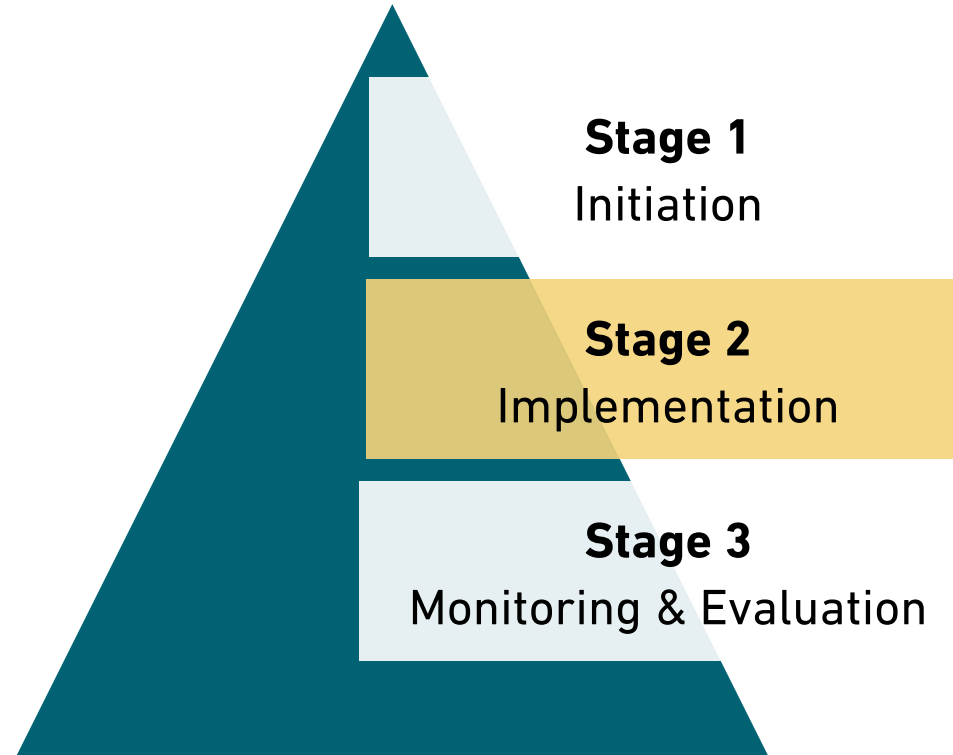 Stage 1
Initiation
Stage 2
Implementation
Stage 3
Monitoring & Evaluation